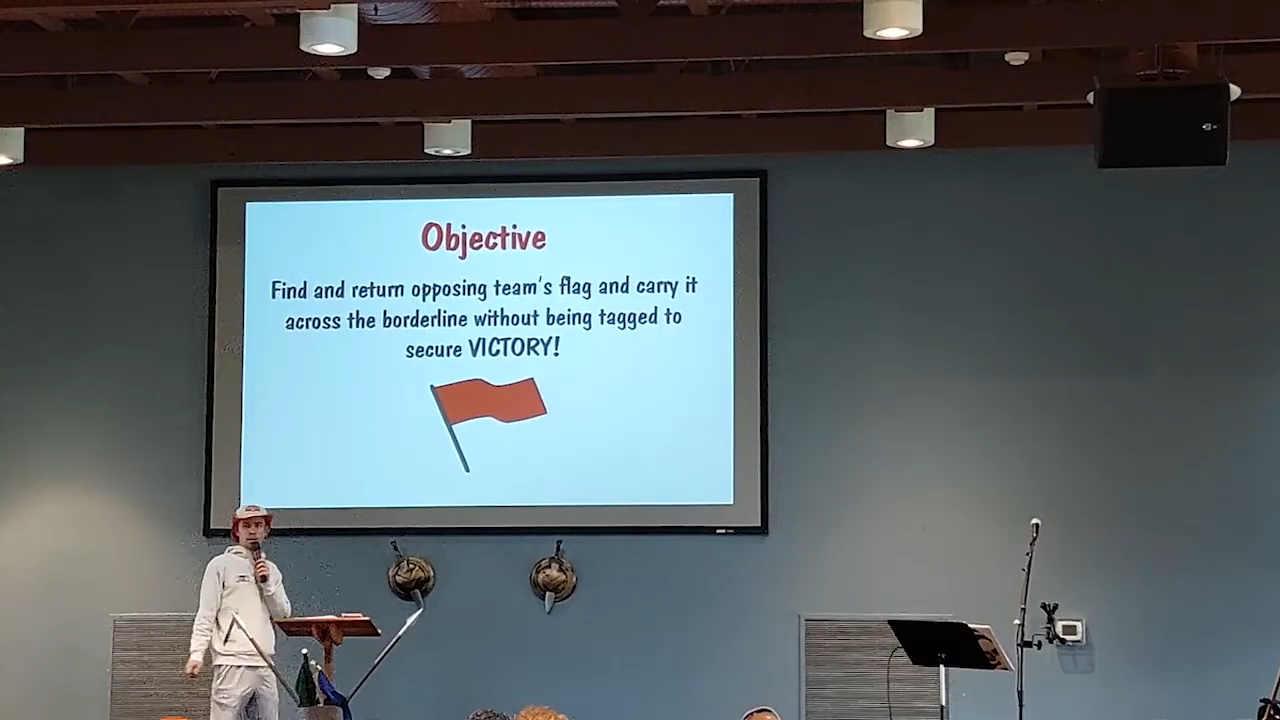 Objective
Find and return opposing team's flag and carry it
across the borderline without being tagged to
secure VICTORY!